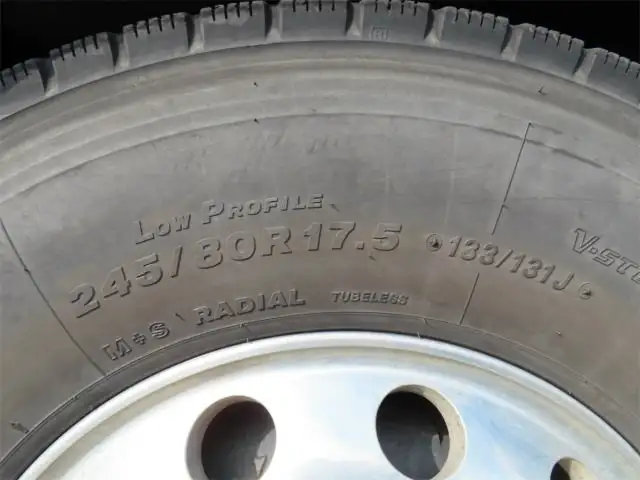 LOW PROFILE
245/80R17.5 133/131J
M+S RADIAL TUBELESS